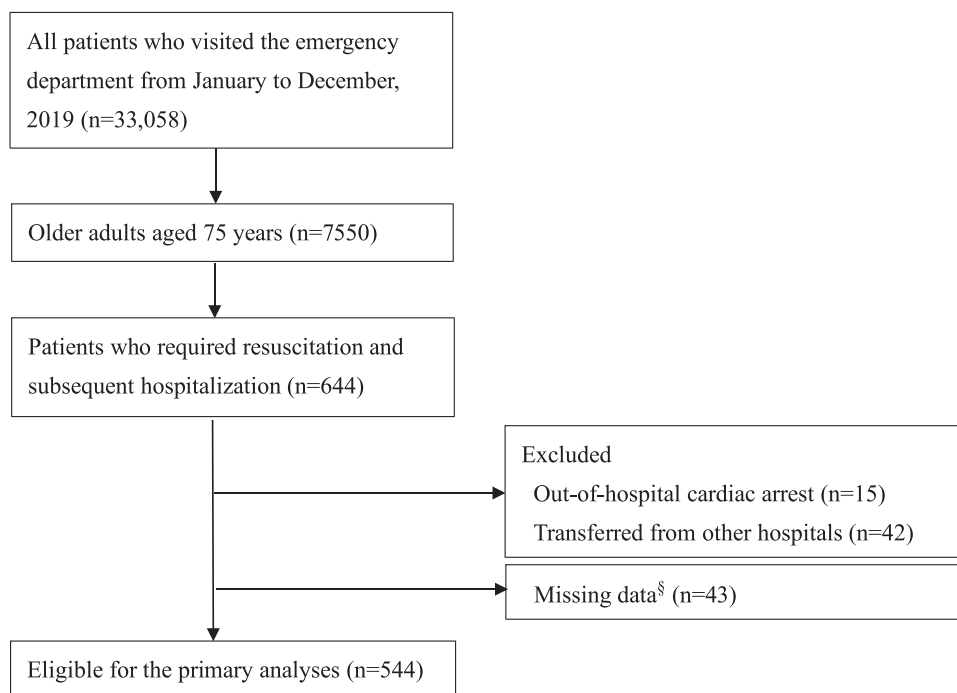 All patients who visited the emergency
department from January to December,
2019 (n=33,058)
Older adults aged 75 years (n=7550)
Patients who required resuscitation and
subsequent hospitalization (n=644)
Excluded
Out-of-hospital cardiac arrest (n=15)
Transferred from other hospitals (n=42)
Missing data§ (n=43)
Eligible for the primary analyses (n=544)